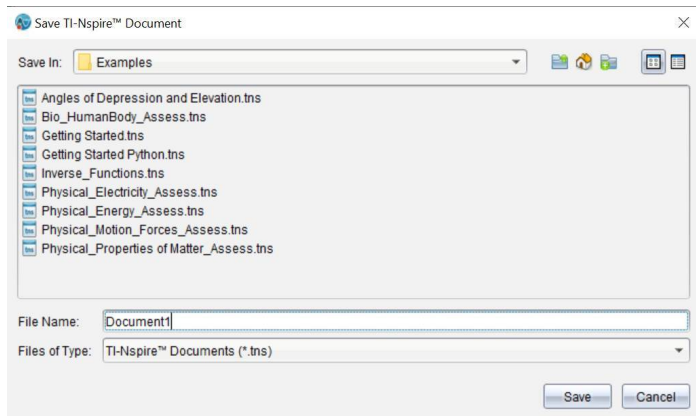 Save TI-Nspire™ Document
Save In: Examples
Angles of Depression and Elevation.tns
Bio_HumanBody_Assess.tns
Getting Started.tns
Getting Started Python.tns
Inverse_Functions.tns
Physical_Electricity_Assess.tns
Physical_Energy_Assess.tns
Physical_Motion_Forces_Assess.tns
Physical_Properties of Matter_Assess.tns
File Name: Document1
Files of Type: TI-Nspire™ Documents (*.tns)
Save Cancel